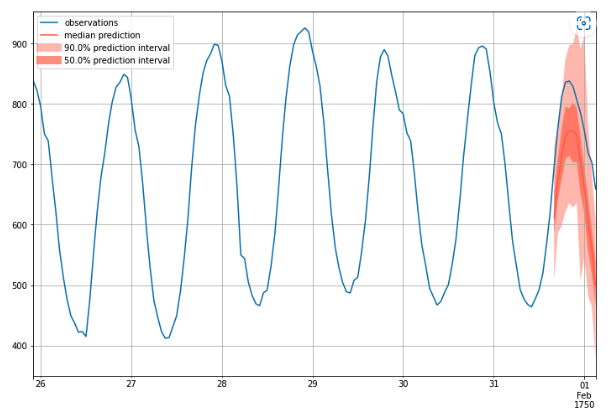 observations
median prediction
90.0% prediction interval
50.0% prediction interval
900
800
700
600
500
400
26
27
28
29
30
31
01
Feb
1750